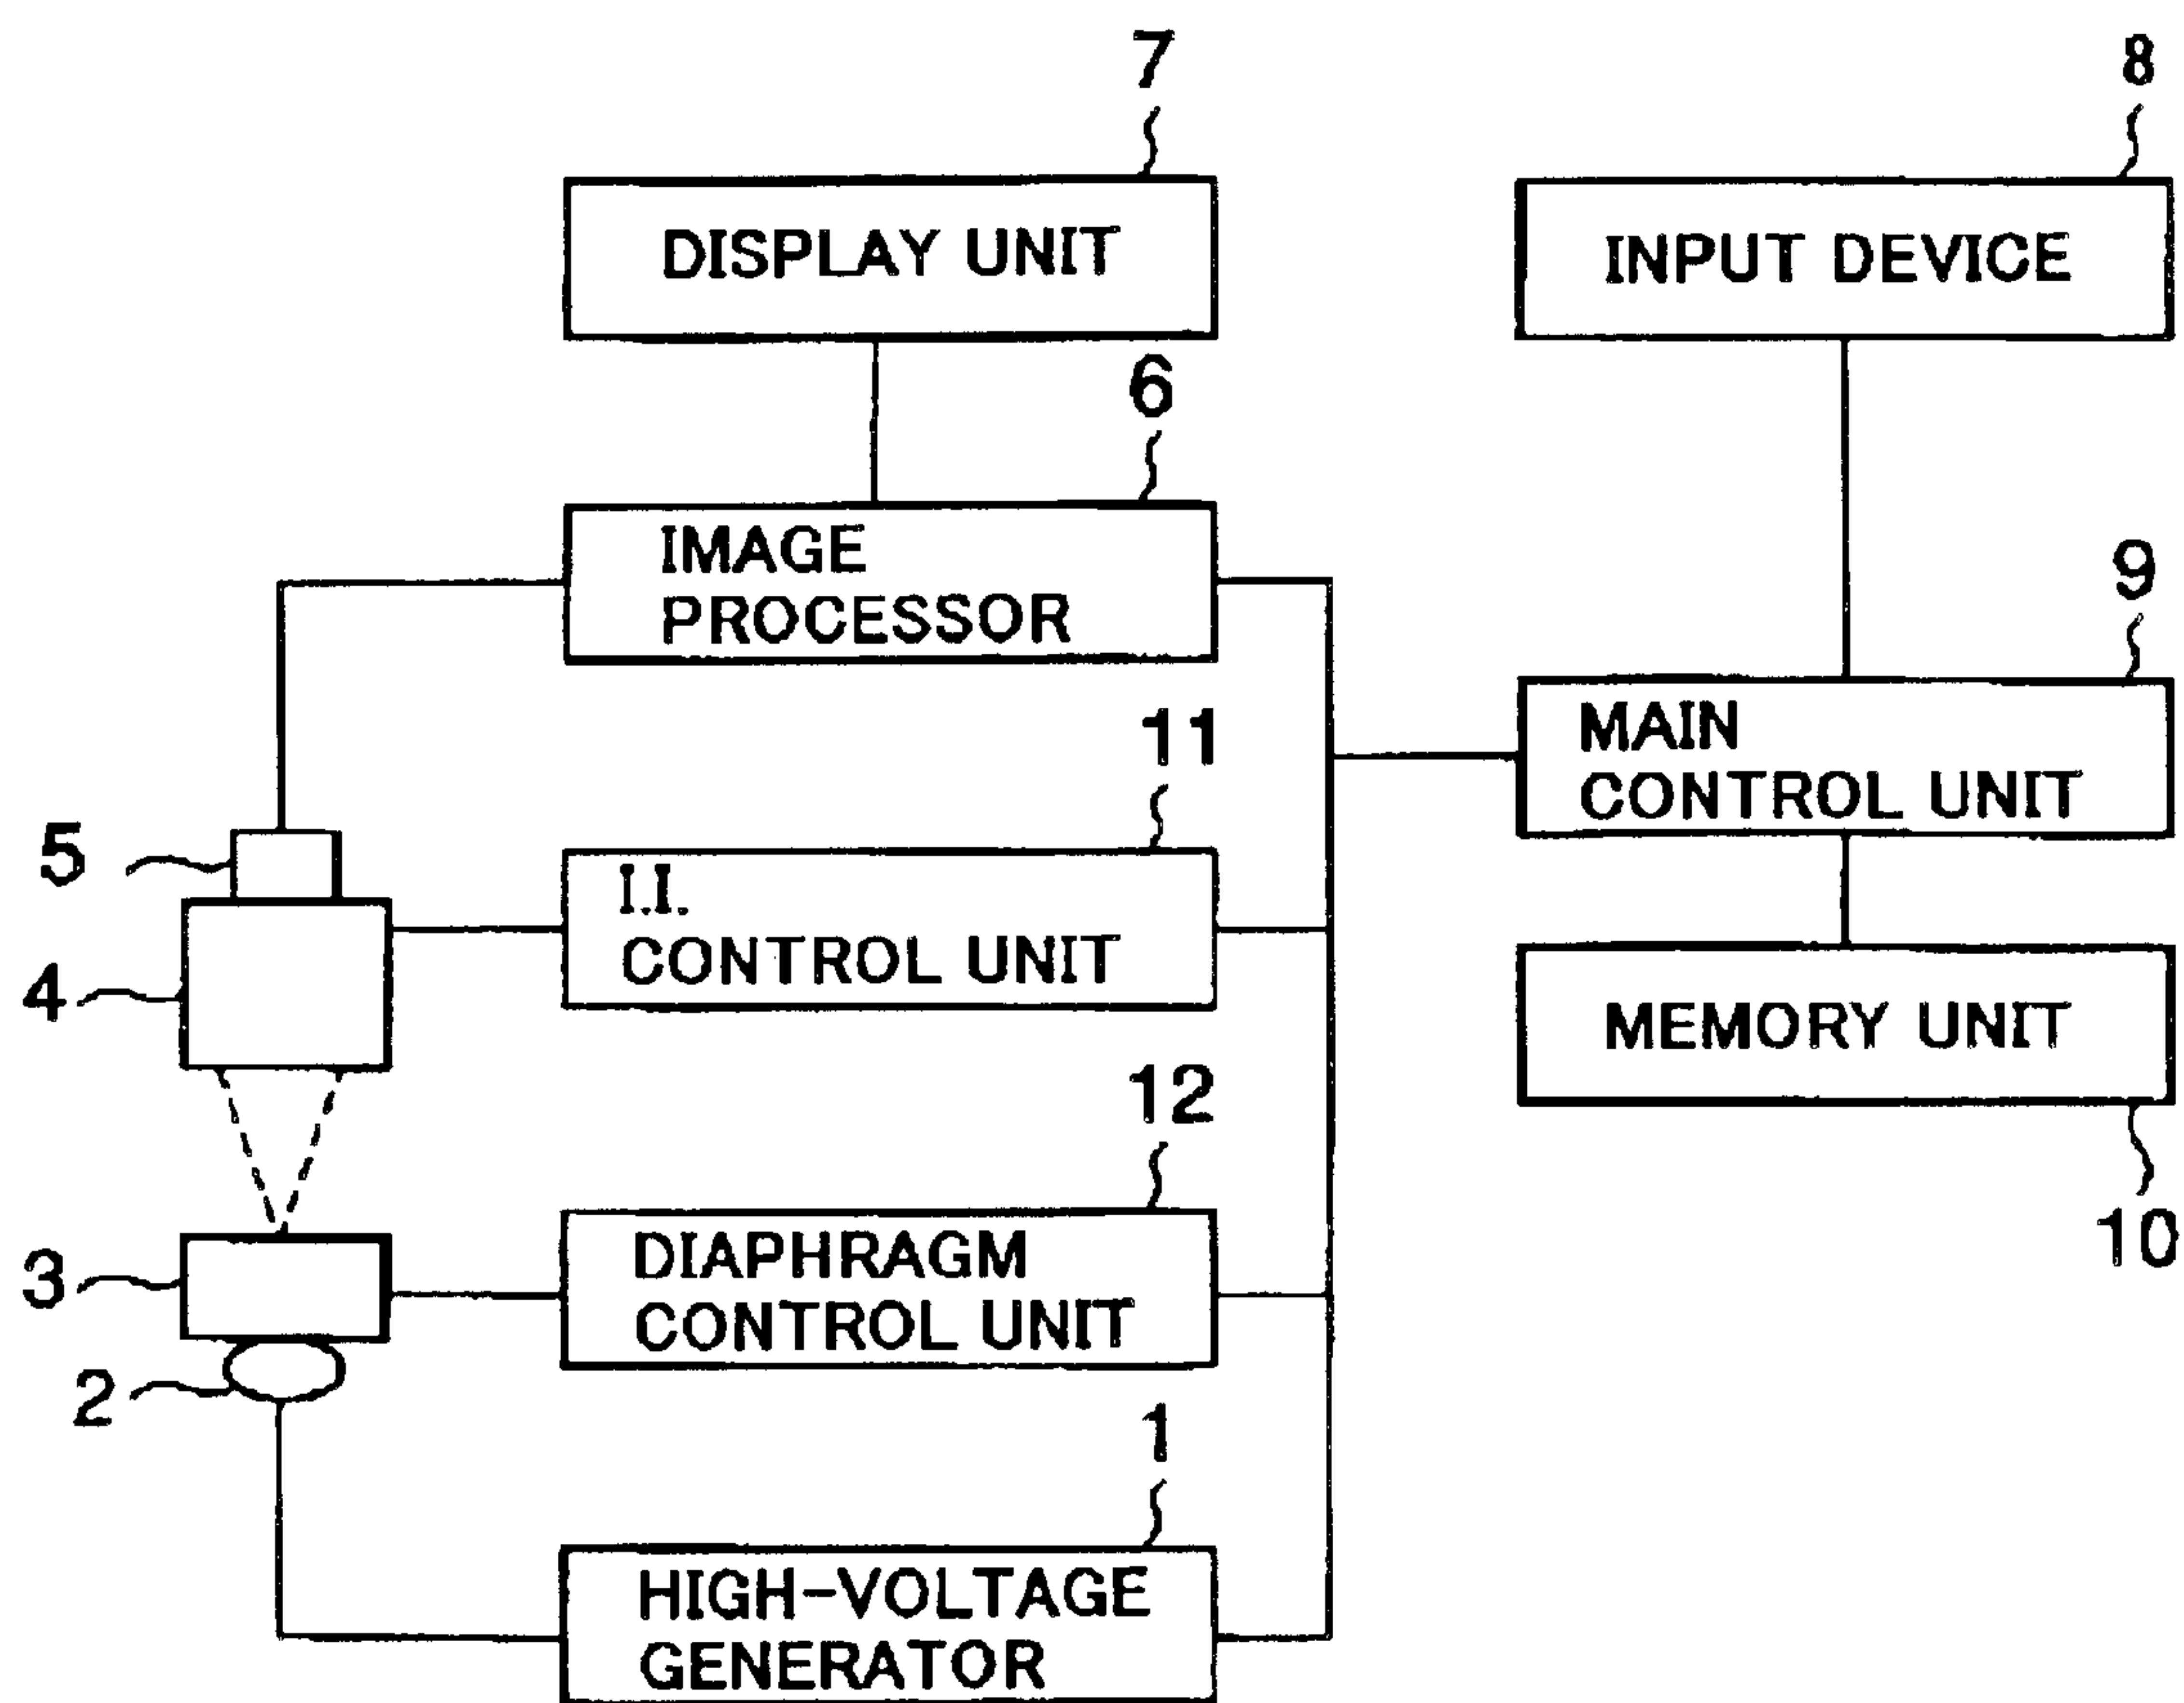 7
8
DISPLAY UNIT
INPUT DEVICE
6
IMAGE
PROCESSOR
9
MAIN
CONTROL UNIT
11
5
I.I.
CONTROL UNIT
4
MEMORY UNIT
10
12
3
DIAPHRAGM
CONTROL UNIT
2
1
HIGH-VOLTAGE
GENERATOR